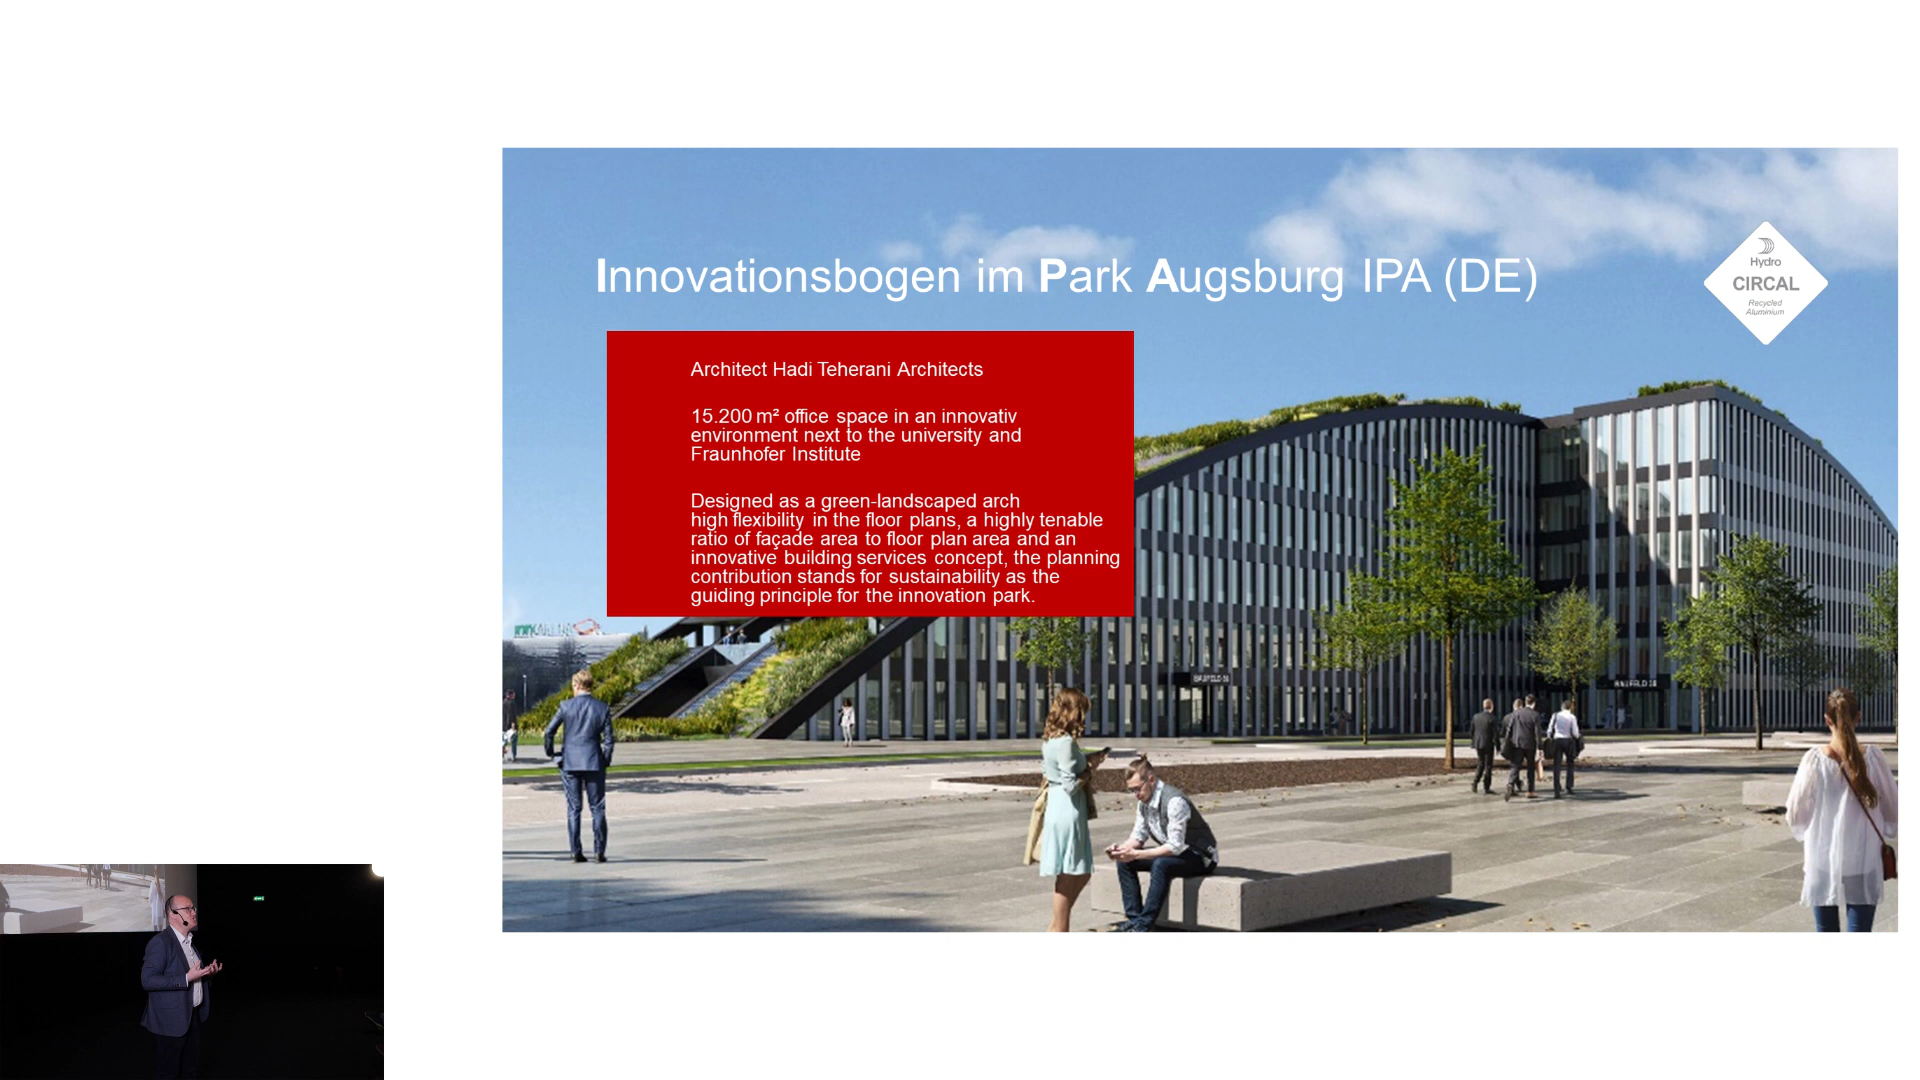 Innovationsbogen im Park Augsburg IPA (DE)
Hydro
CIRCAL
Recycled
Aluminium
Architect Hadi Teherani Architects
15.200 m² office space in an innovativ
environment next to the university and
Fraunhofer Institute
Designed as a green-landscaped arch
high flexibility in the floor plans, a highly tenable
ratio of façade area to floor plan area and an
innovative building services concept, the planning
contribution stands for sustainability as the
guiding principle for the innovation park.
BAUFELD 38